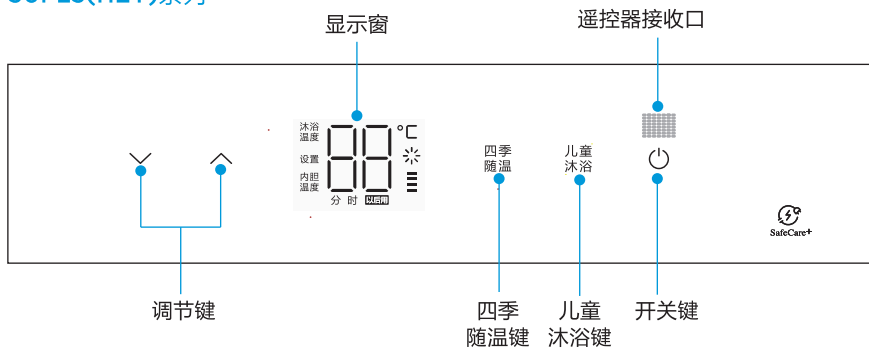 显示窗
遥控器接收口
沐浴
温度
设置
内胆
温度
88
°C
分 时 以后用
四季
随温
儿童
沐浴
SafeCare+
调节键
四季
随温键
儿童
沐浴键
开关键